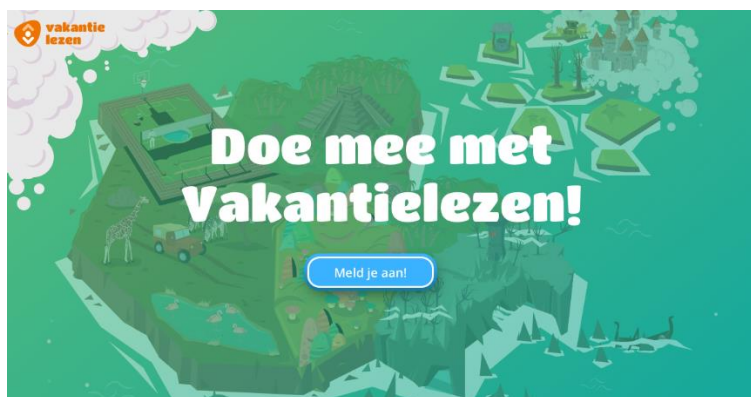 vakantie
lezen
Doe mee met
Vakantielezen!
Meld je aan!